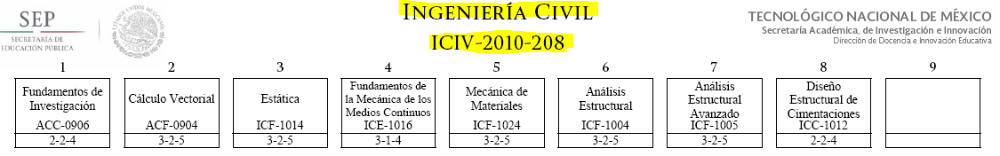 SEP
SECRETARÍA DE
EDUCACIÓN PÚBLICA
ESTADOS UNIDOS MEXICANOS
INGENIERÍA CIVIL
ICIV-2010-208
TECNOLÓGICO NACIONAL DE MÉXICO
Secretaría Académica, de Investigación e Innovación
Dirección de Docencia e Innovación Educativa
1 2 3 4 5 6 7 8 9
Fundamentos de
Investigación
ACC-0906
2-2-4
Cálculo Vectorial
ACF-0904
3-2-5
Estática
ICF-1014
3-2-5
Fundamentos de
la Mecánica de los
Medios Continuos
ICE-1016
3-1-4
Mecánica de
Materiales
ICF-1024
3-2-5
Análisis
Estructural
ICF-1004
3-2-5
Análisis
Estructural
Avanzado
ICF-1005
3-2-5
Diseño
Estructural de
Cimentaciones
ICC-1012
2-2-4